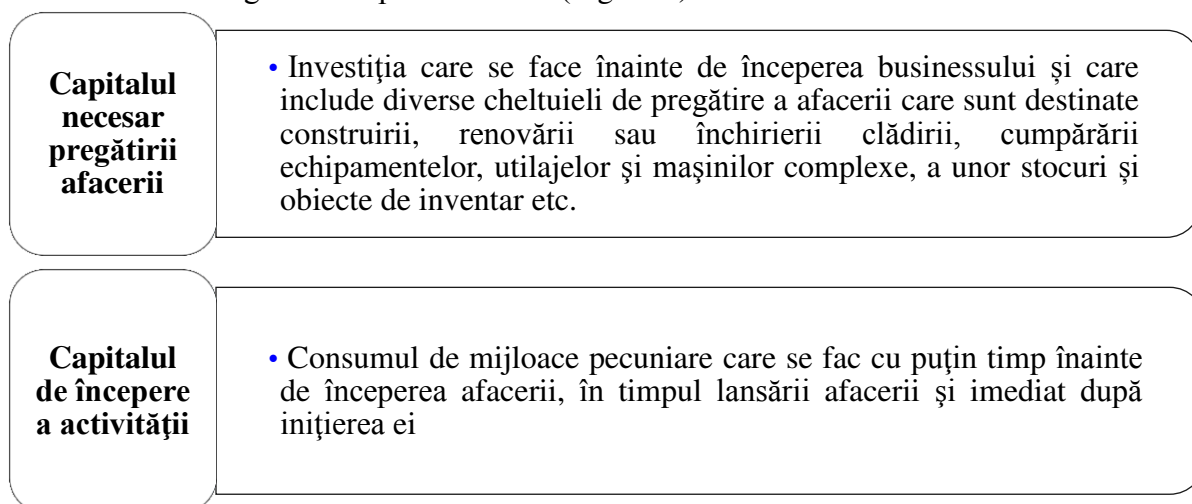 Capitalul
necesar
pregătirii
afacerii
• Investiţia care se face înainte de începerea businessului și care
include diverse cheltuieli de pregătire a afacerii care sunt destinate
construirii, renovării sau închirierii clădirii, cumpărării
echipamentelor, utilajelor şi maşinilor complexe, a unor stocuri și
obiecte de inventar etc.
Capitalul
de începere
a activităţii
• Consumul de mijloace pecuniare care se fac cu puţin timp înainte
de începerea afacerii, în timpul lansării afacerii şi imediat după
iniţierea ei